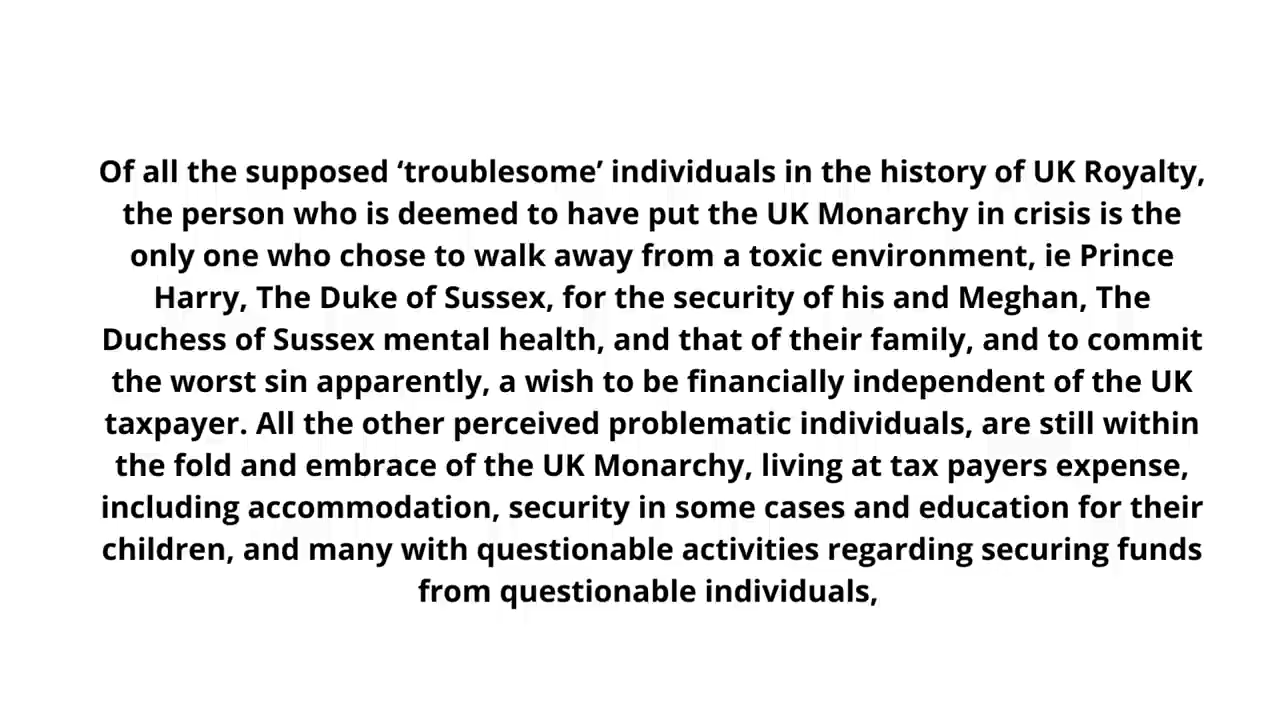 Of all the supposed ‘troublesome’ individuals in the history of UK Royalty,
the person who is deemed to have put the UK Monarchy in crisis is the
only one who chose to walk away from a toxic environment, ie Prince
Harry, The Duke of Sussex, for the security of his and Meghan, The
Duchess of Sussex mental health, and that of their family, and to commit
the worst sin apparently, a wish to be financially independent of the UK
taxpayer. All the other perceived problematic individuals, are still within
the fold and embrace of the UK Monarchy, living at tax payers expense,
including accommodation, security in some cases and education for their
children, and many with questionable activities regarding securing funds
from questionable individuals,